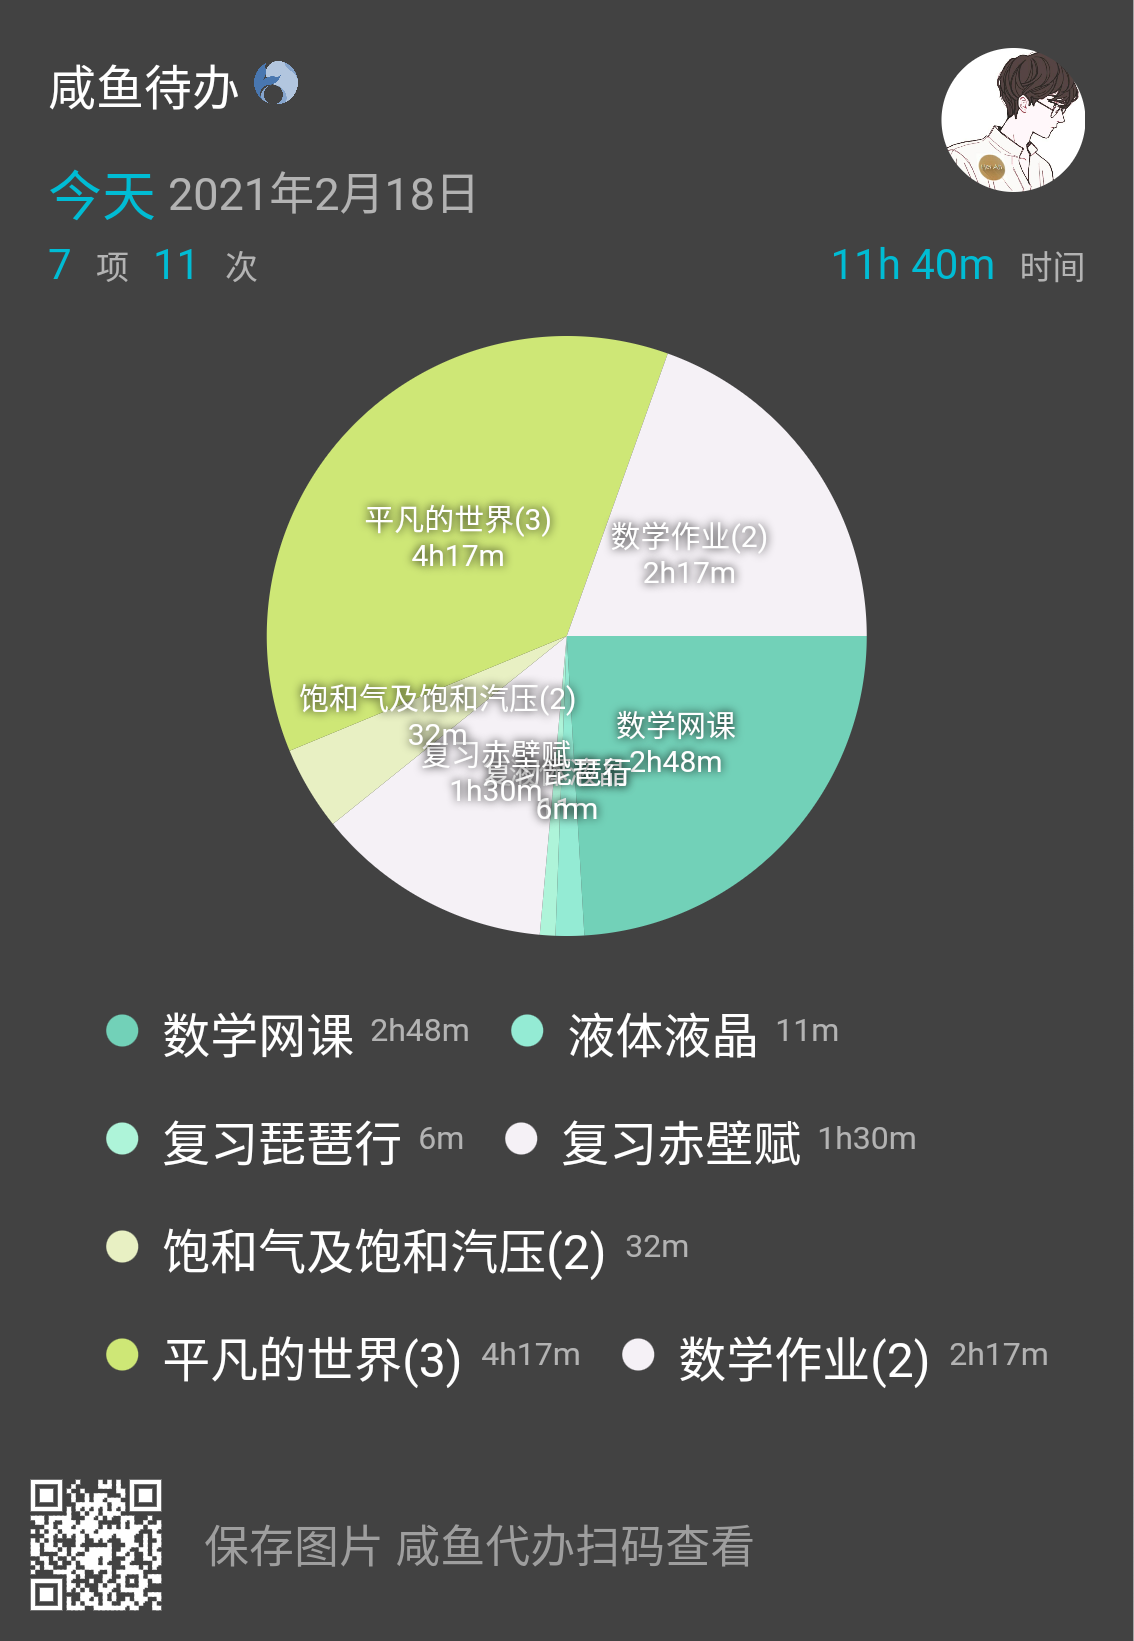 咸鱼待办
今天 2021年2月18日
7 项 11 次 11h 40m 时间
平凡的世界(3)
4h17m
数学作业(2)
2h17m
饱和气及饱和汽压(2)
32m
数学网课
2h48m
复习赤壁赋
1h30m
复习琵琶行
6m
数学网课 2h48m 液体液晶 11m
复习琵琶行 6m 复习赤壁赋 1h30m
饱和气及饱和汽压(2) 32m
平凡的世界(3) 4h17m 数学作业(2) 2h17m
保存图片 咸鱼代办扫码查看